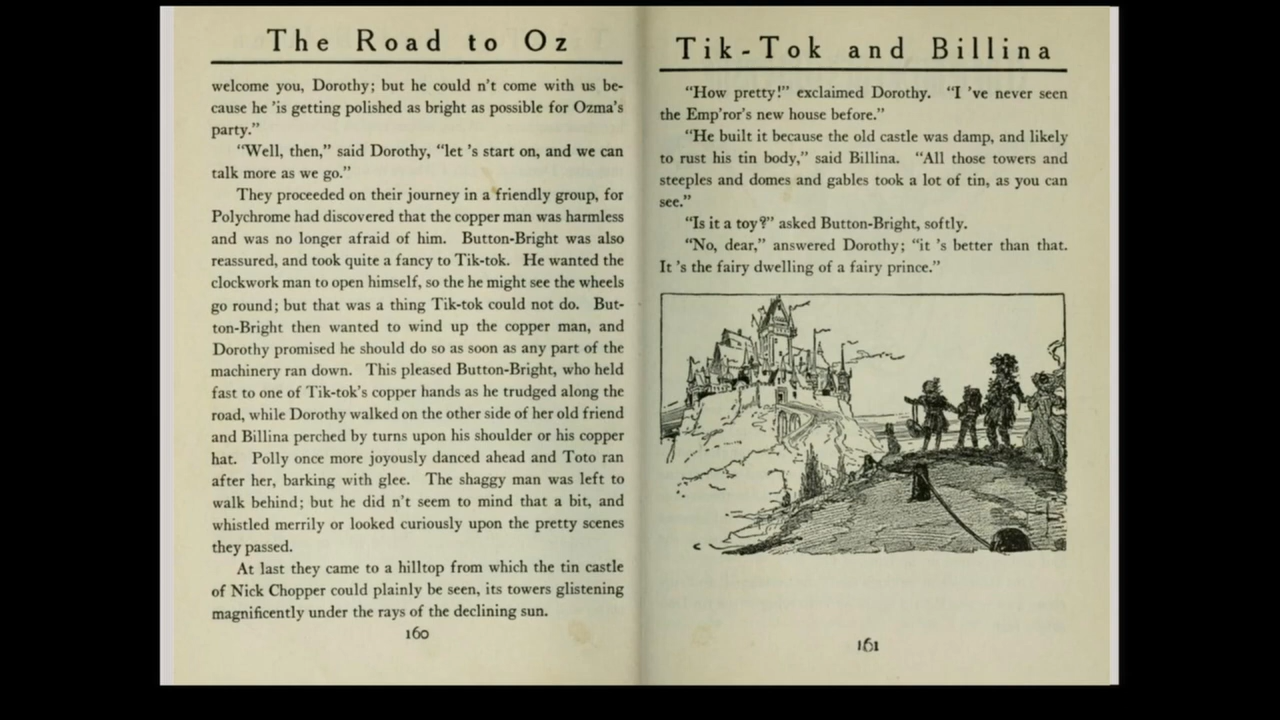 The Road to Oz
welcome you, Dorothy; but he could n't come with us be-
cause he 'is getting polished as bright as possible for Ozma's
party."
"Well, then," said Dorothy, "let 's start on, and we can
talk more as we go."
They proceeded on their journey in a friendly group, for
Polychrome had discovered that the copper man was harmless
and was no longer afraid of him. Button-Bright was also
reassured, and took quite a fancy to Tik-tok. He wanted the
clockwork man to open himself, so the he might see the wheels
go round; but that was a thing Tik-tok could not do. But-
ton-Bright then wanted to wind up the copper man, and
Dorothy promised he should do so as soon as any part of the
machinery ran down. This pleased Button-Bright, who held
fast to one of Tik-tok's copper hands as he trudged along the
road, while Dorothy walked on the other side of her old friend
and Billina perched by turns upon his shoulder or his copper
hat. Polly once more joyously danced ahead and Toto ran
after her, barking with glee. The shaggy man was left to
walk behind; but he did n't seem to mind that a bit, and
whistled merrily or looked curiously upon the pretty scenes
they passed.
At last they came to a hilltop from which the tin castle
of Nick Chopper could plainly be seen, its towers glistening
magnificently under the rays of the declining sun.
160
Tik-Tok and Billina
"How pretty!" exclaimed Dorothy. "I 've never seen
the Emp'ror's new house before."
"He built it because the old castle was damp, and likely
to rust his tin body," said Billina. "All those towers and
steeples and domes and gables took a lot of tin, as you can
see."
"Is it a toy?" asked Button-Bright, softly.
"No, dear," answered Dorothy; "it 's better than that.
It 's the fairy dwelling of a fairy prince."
161